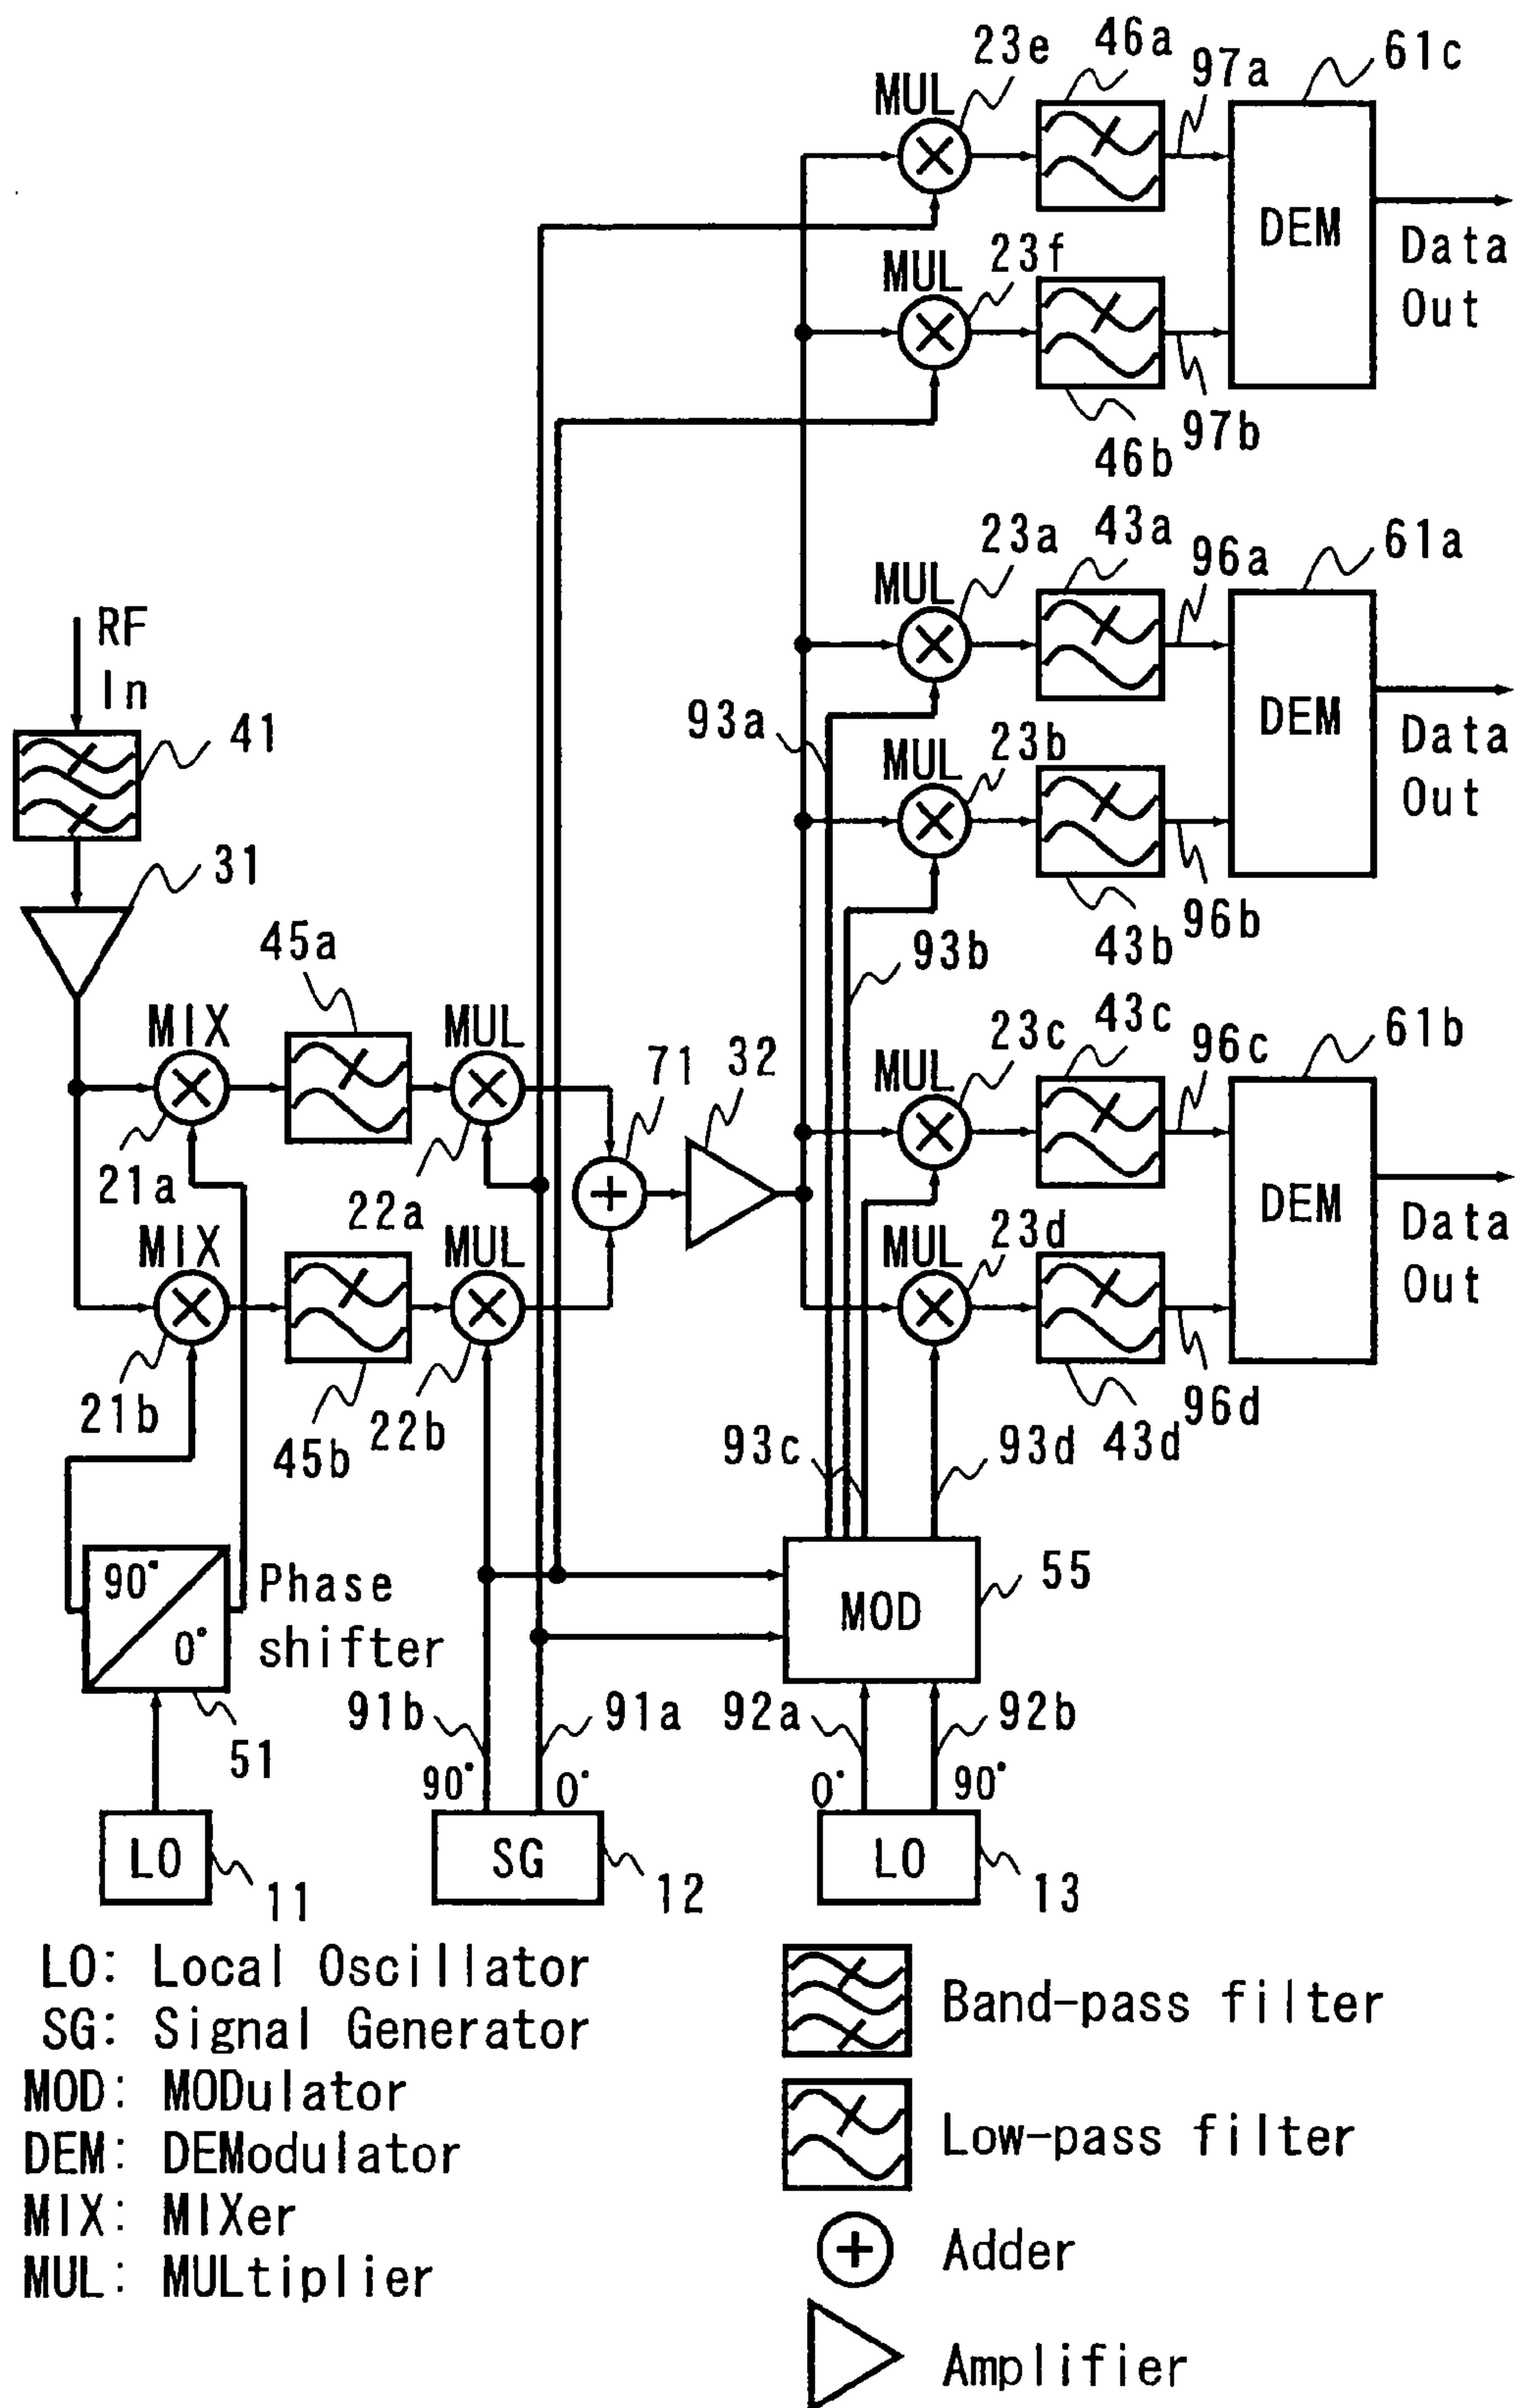 23e
46a
97a
61c
MUL
DEM
Data
Out
MUL
23f
46b
97b
23a
43a
96a
61a
MUL
DEM
Data
Out
93a
MUL
23b
43b
96b
93b
RF
In
41
31
45a
MIX
MUL
71
32
21a
22a
MIX
MUL
21b
45b
22b
23c
43c
96c
61b
MUL
DEM
Data
Out
MUL
23d
43d
96d
93c
93d
90°
0°
Phase
shifter
51
MOD
55
91b
91a
92a
92b
90°
0°
0°
90°
LO
11
SG
12
LO
13
LO: Local Oscillator
SG: Signal Generator
MOD: MODulator
DEM: DEModulator
MIX: MIXer
MUL: MULtiplier
Band-pass filter
Low-pass filter
Adder
Amplifier